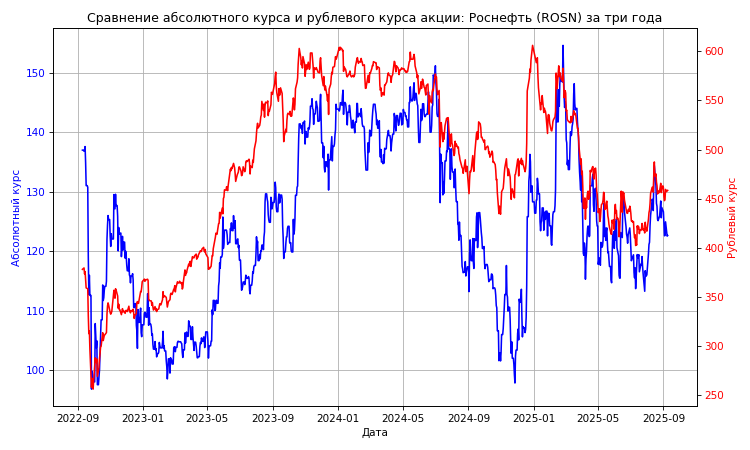 Сравнение абсолютного курса и рублевого курса акции: Роснефть (ROSN) за три года
Абсолютный курс
150
140
130
120
110
100
Рублевый курс
600
550
500
450
400
350
300
250
2022-09 2023-01 2023-05 2023-09 2024-01 2024-05 2024-09 2025-01 2025-05 2025-09
Дата